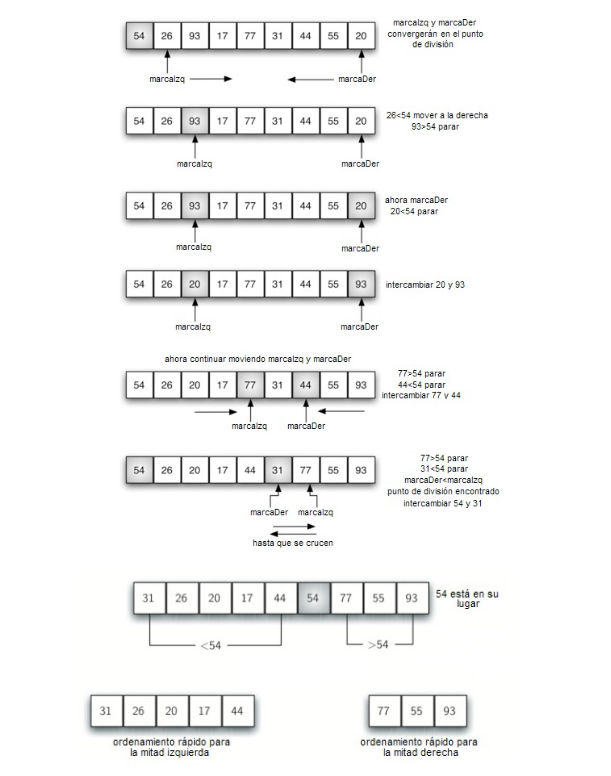 54 26 93 17 77 31 44 55 20
marcaIzq y marcaDer
convergerán en el punto
de división
marcaIzq marcaDer
54 26 93 17 77 31 44 55 20
26<54 mover a la derecha
93>54 parar
marcaIzq marcaDer
54 26 93 17 77 31 44 55 20
ahora marcaDer
20<54 parar
marcaIzq marcaDer
54 26 20 17 77 31 44 55 93
intercambiar 20 y 93
marcaIzq marcaDer
ahora continuar moviendo marcaIzq y marcaDer
54 26 20 17 77 31 44 55 93
77>54 parar
44<54 parar
intercambiar 77 y 44
marcaIzq marcaDer
54 26 20 17 44 31 77 55 93
77>54 parar
31<54 parar
marcaDer<marcaIzq
punto de división encontrado
intercambiar 54 y 31
marcaDer marcaIzq
hasta que se crucen
31 26 20 17 44 54 77 55 93
54 está en su
lugar
<54 >54
31 26 20 17 44
77 55 93
ordenamiento rápido para
la mitad izquierda
ordenamiento rápido para
la mitad derecha